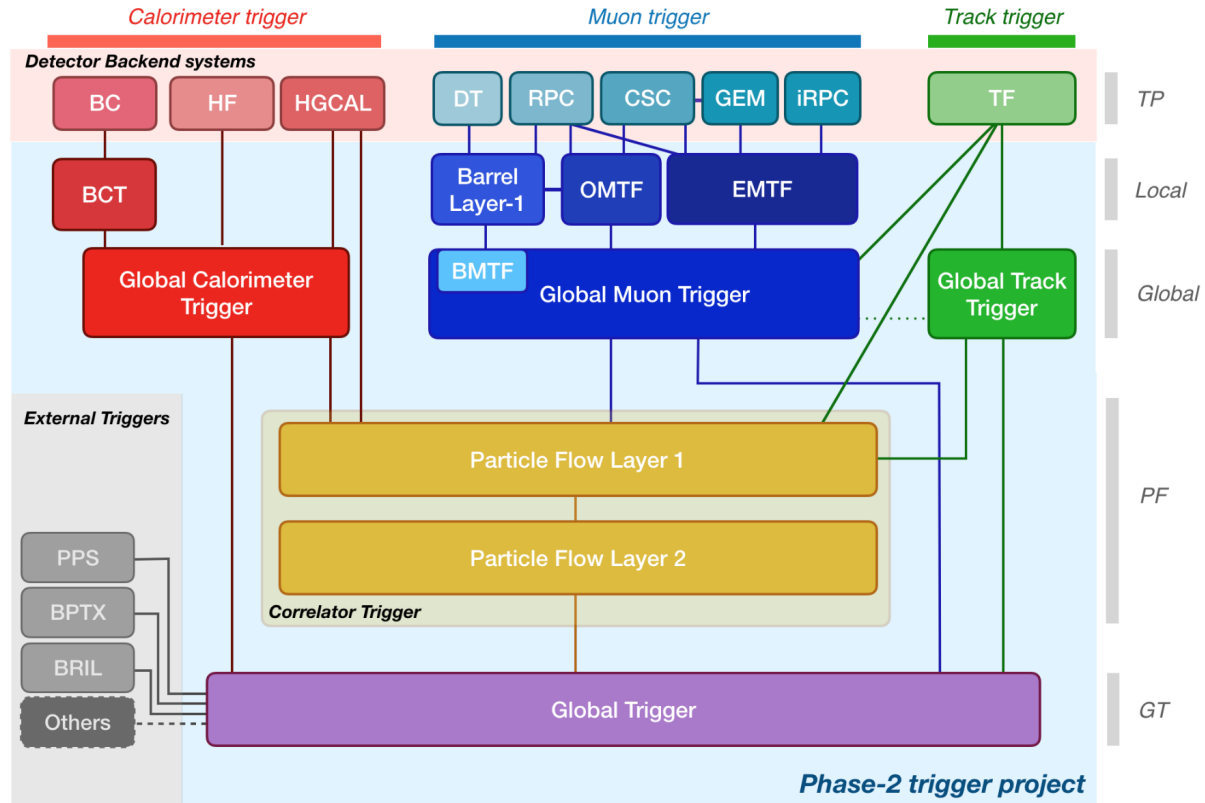 Calorimeter trigger
Muon trigger
Track trigger
Detector Backend systems
BC
HF
HGCAL
DT
RPC
CSC
GEM
iRPC
TF
TP
BCT
Barrel
Layer-1
OMTF
EMTF
Local
Global Calorimeter
Trigger
BMTF
Global Muon Trigger
Global Track
Trigger
Global
External Triggers
Particle Flow Layer 1
PF
Particle Flow Layer 2
Correlator Trigger
PPS
BPTX
BRIL
Others
Global Trigger
GT
Phase-2 trigger project